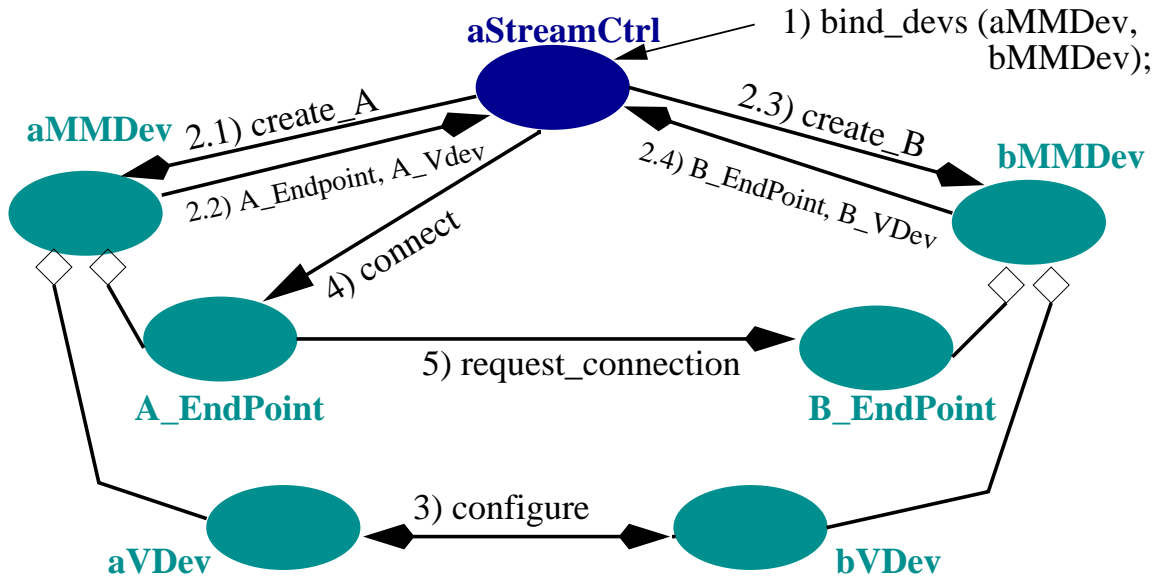 1) bind_devs (aMMDev,
bMMDev);
aStreamCtrl
2.1) create_A
2.3) create_B
aMMDev
bMMDev
2.2) A_Endpoint, A_Vdev
2.4) B_EndPoint, B_VDev
4) connect
5) request_connection
A_EndPoint
B_EndPoint
3) configure
aVDev
bVDev